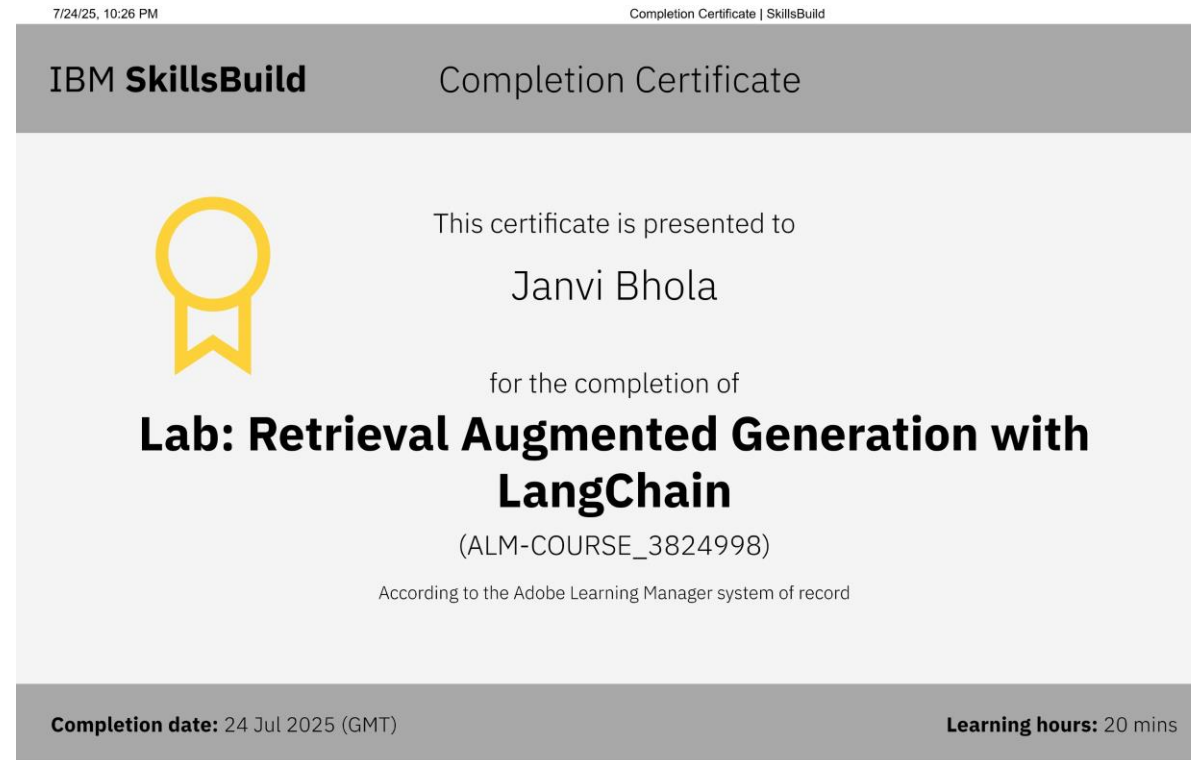 7/24/25, 10:26 PM Completion Certificate | SkillsBuild
IBM SkillsBuild Completion Certificate
This certificate is presented to
Janvi Bhola
for the completion of
Lab: Retrieval Augmented Generation with
LangChain
(ALM-COURSE_3824998)
According to the Adobe Learning Manager system of record
Completion date: 24 Jul 2025 (GMT) Learning hours: 20 mins